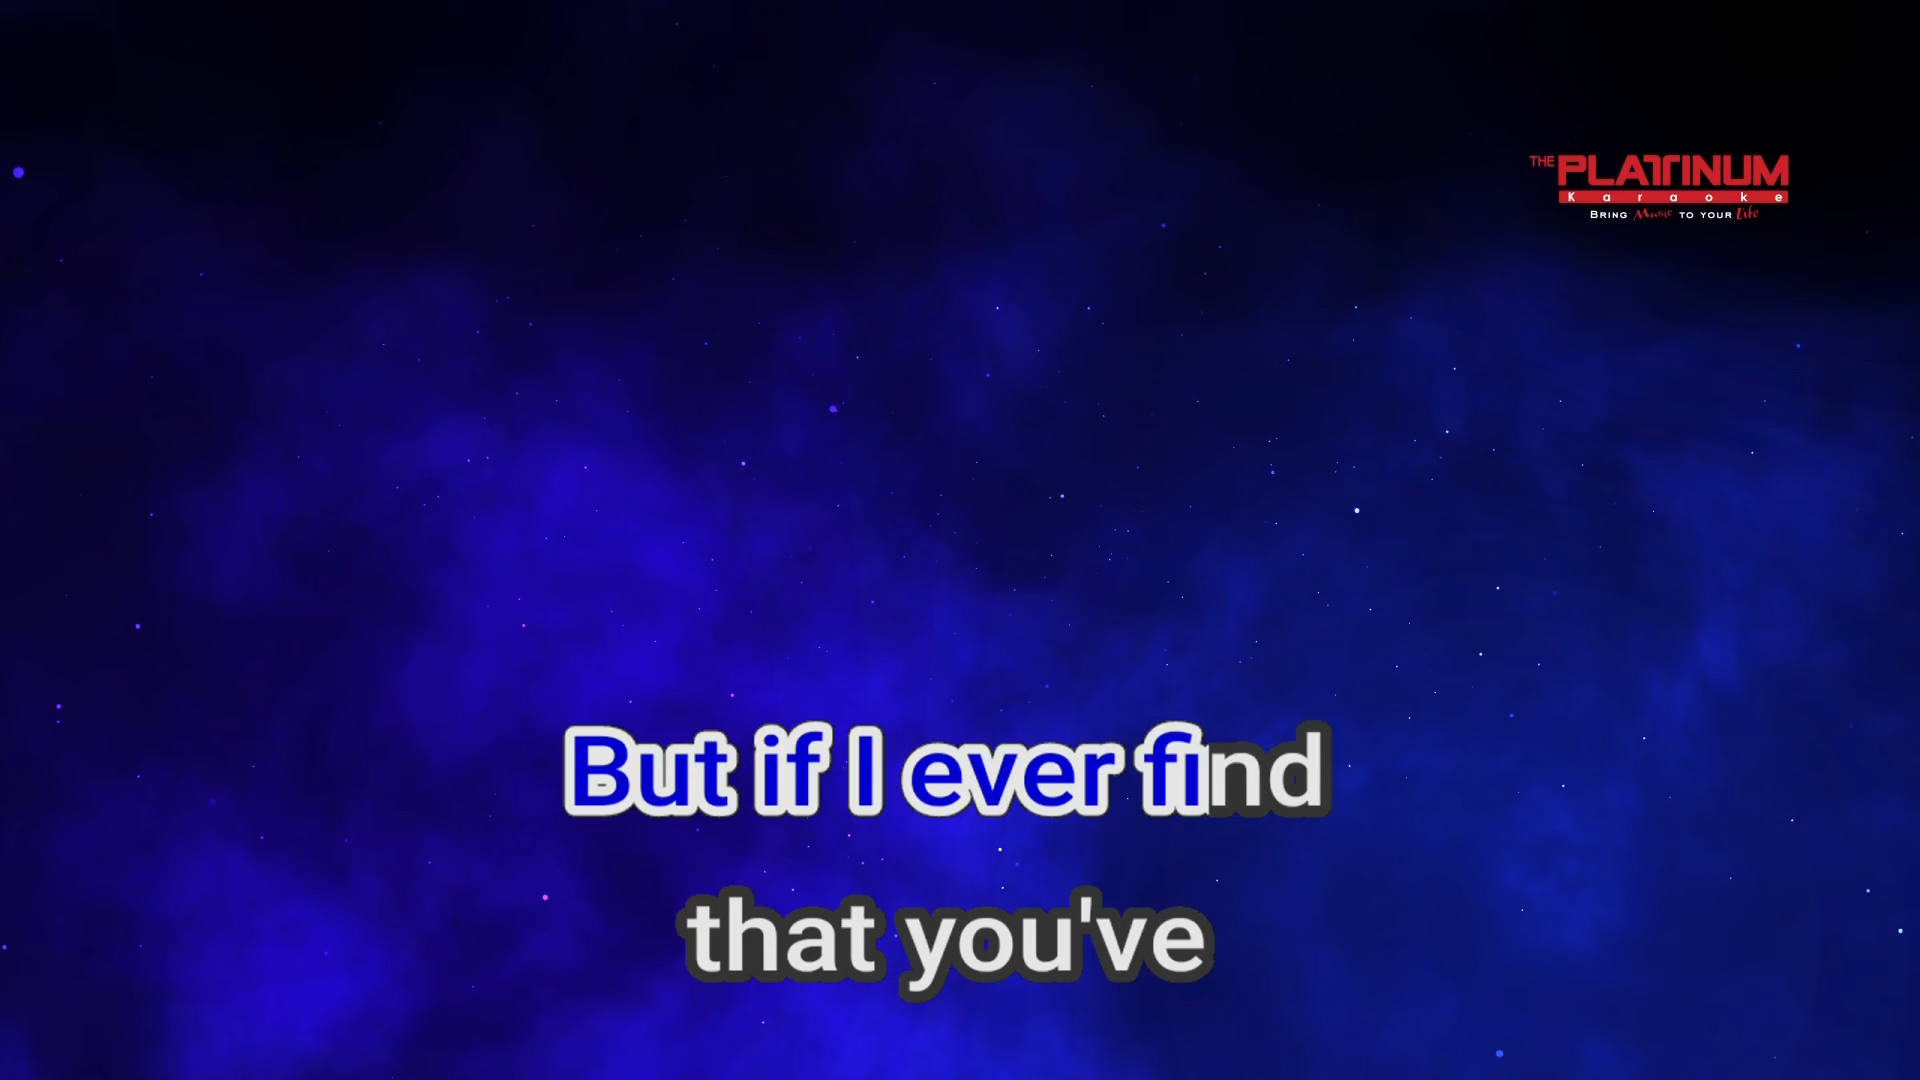 THE PLATINUM
Karaoke
BRING Music TO YOUR Life
But if I ever find
that you've